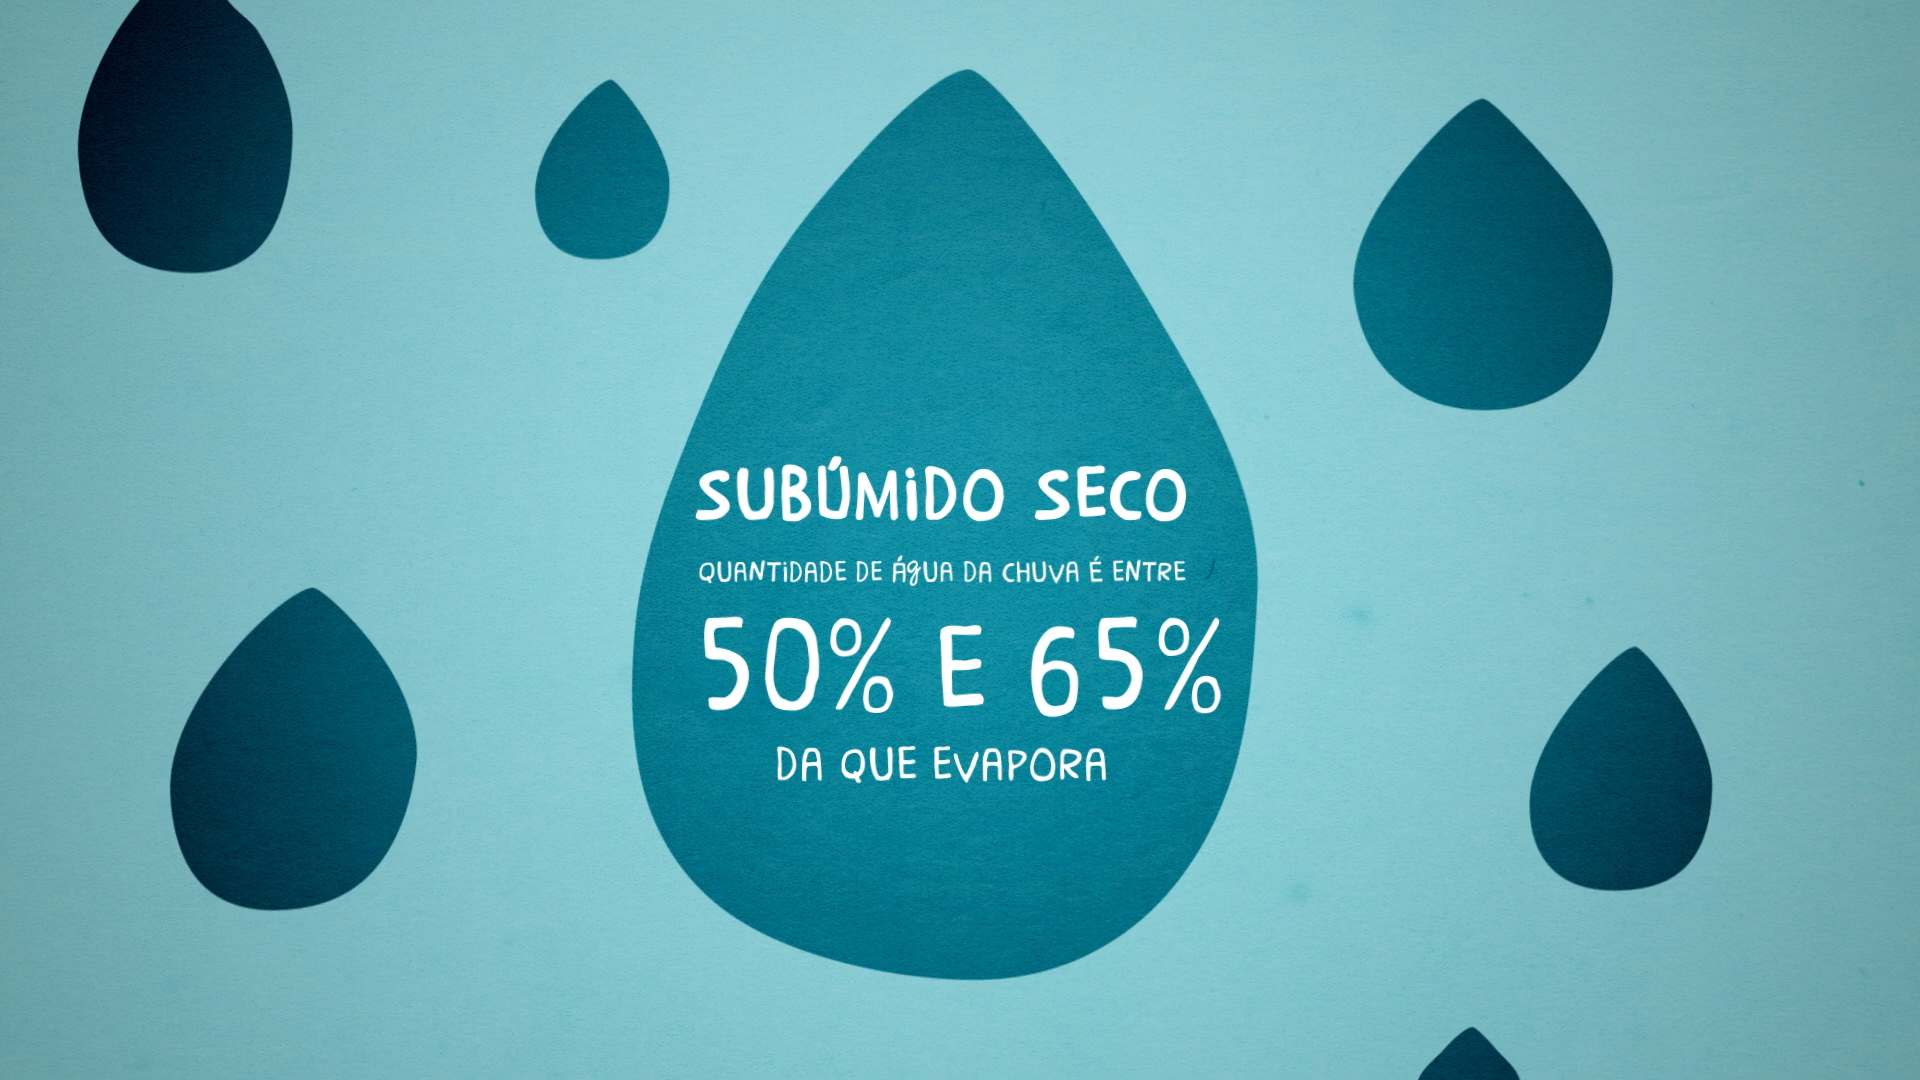 SUBÚMIDO SECO
QUANTIDADE DE ÁGUA DA CHUVA É ENTRE
50% E 65%
DA QUE EVAPORA